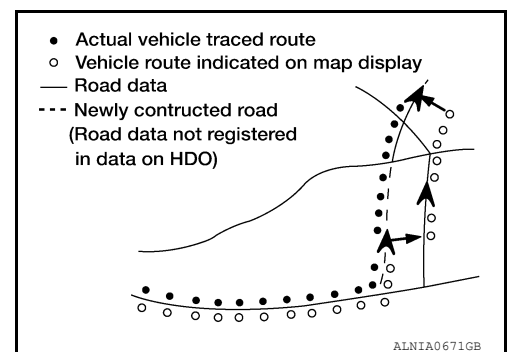 Actual vehicle traced route
Vehicle route indicated on map display
Road data
Newly contructed road
(Road data not registered
in data on HDO)
ALNIA0671GB